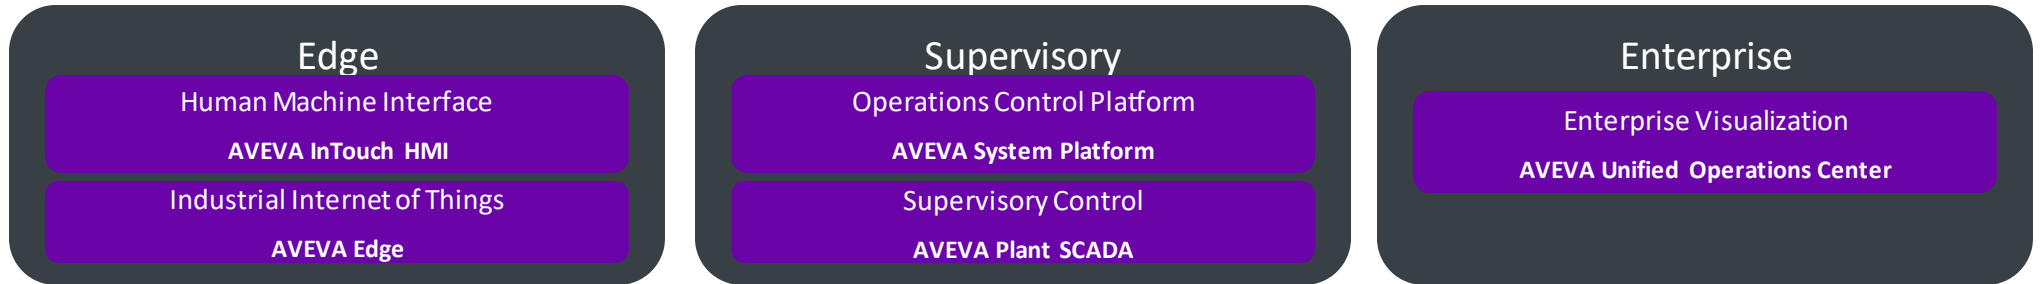 Edge
Human Machine Interface
AVEVA InTouch HMI
Industrial Internet of Things
AVEVA Edge
Supervisory
Operations Control Platform
AVEVA System Platform
Supervisory Control
AVEVA Plant SCADA
Enterprise
Enterprise Visualization
AVEVA Unified Operations Center